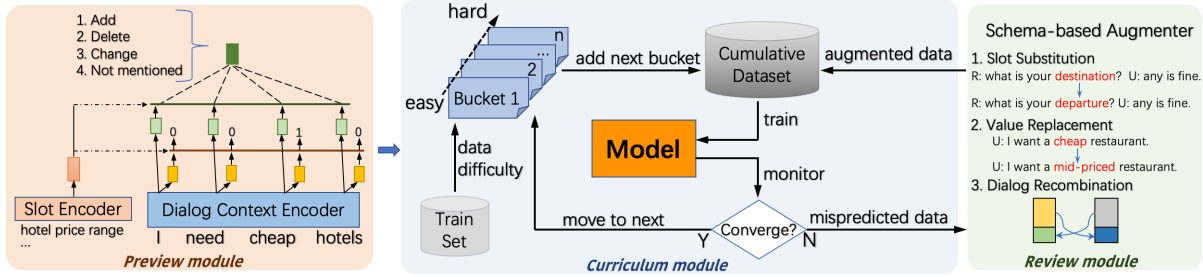 1. Add
2. Delete
3. Change
4. Not mentioned
0
0
1
0
Slot Encoder
Dialog Context Encoder
hotel price range
...
I need cheap hotels
Preview module
hard
easy
n
...
2
Bucket 1
add next bucket
Cumulative
Dataset
augmented data
data
difficulty
train
Model
monitor
Train
Set
move to next
Y
Converge?
N
mispredicted data
Curriculum module
Schema-based Augmenter
1. Slot Substitution
R: what is your destination? U: any is fine.
R: what is your departure? U: any is fine.
2. Value Replacement
U: I want a cheap restaurant.
U: I want a mid-priced restaurant.
3. Dialog Recombination
Review module